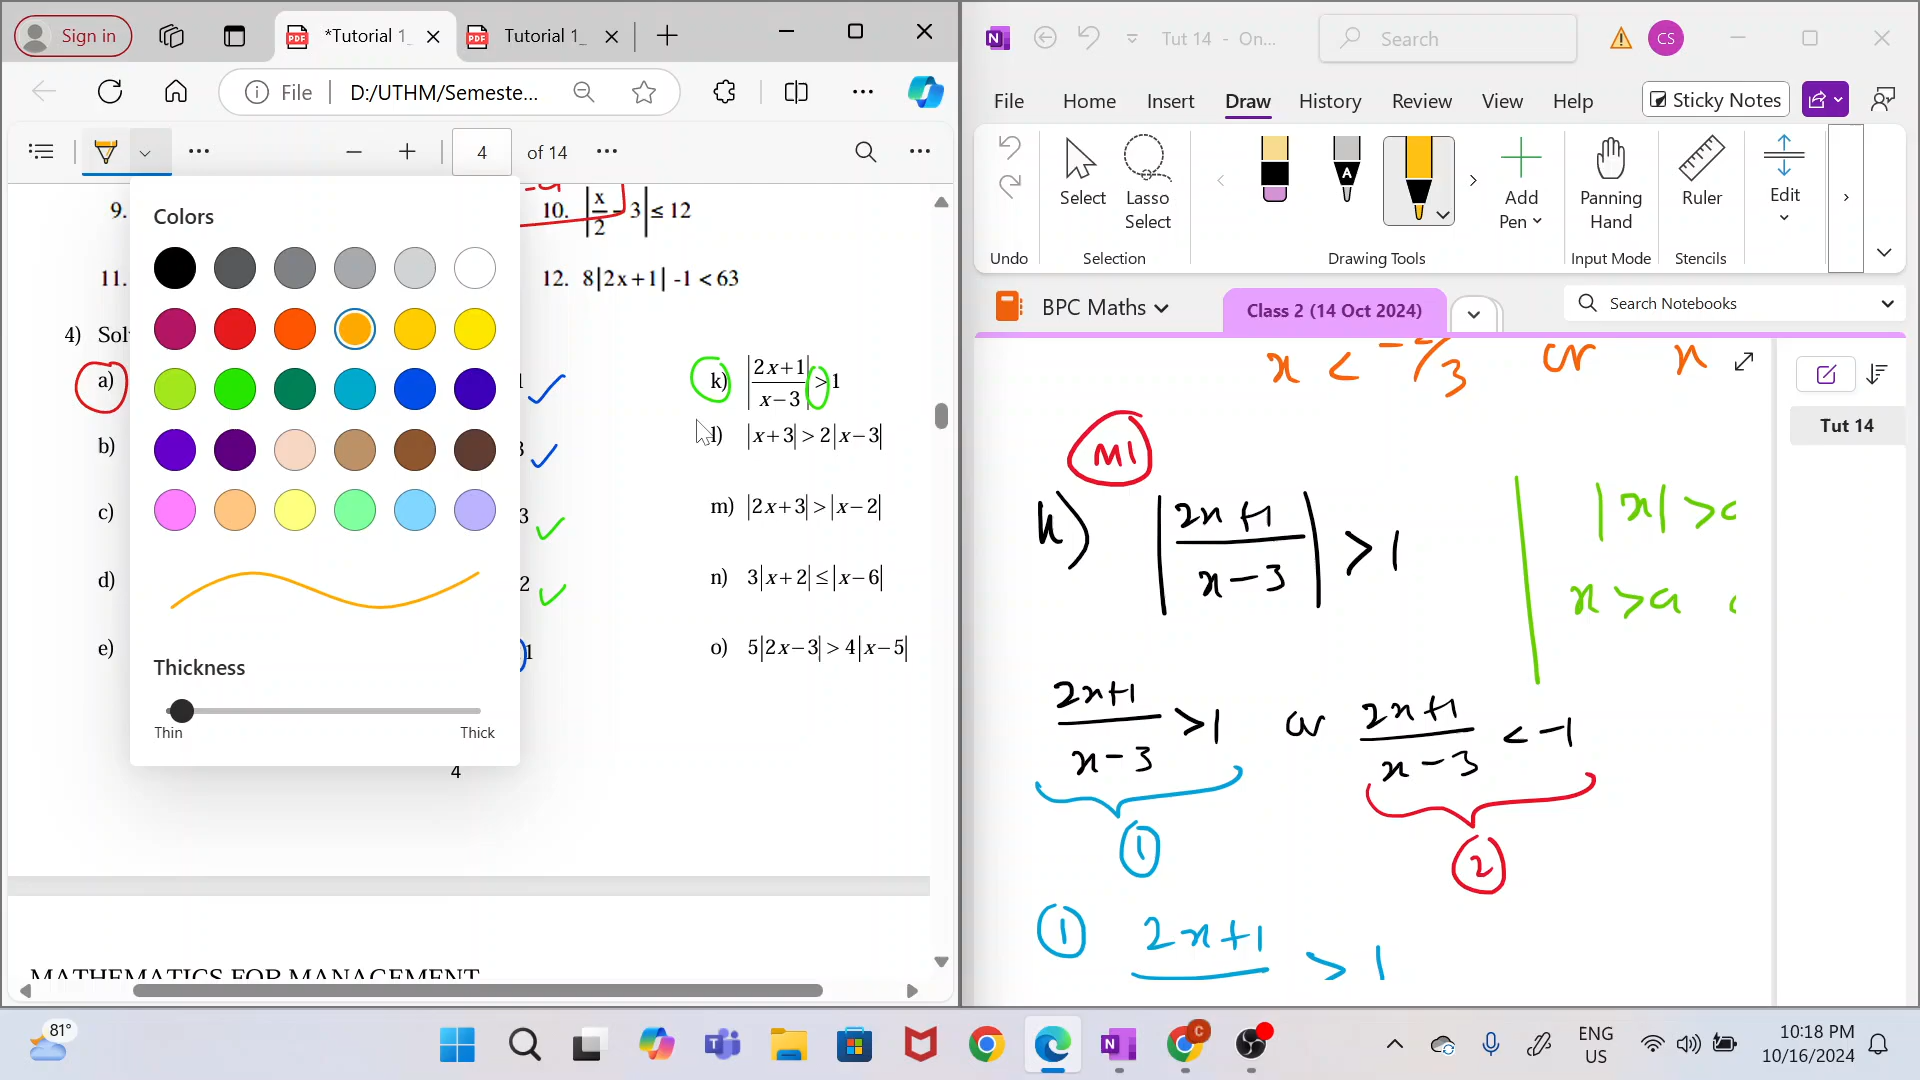 Sign in
*Tutorial 1_
Tutorial 1_
File
D:/UTHM/Semeste...
4
of 14
9.
10. |x/2 - 3| ≤ 12
11.
12. 8|2x+1| -1 < 63
4) Sol
a)
b)
c)
d)
e)
1
3
3
2
1
k) |2x+1/x−3| > 1
l) |x+3| > 2|x−3|
m) |2x+3| > |x−2|
n) 3|x+2| ≤ |x−6|
o) 5|2x−3| > 4|x−5|
Colors
Thickness
Thin
Thick
4
MATHEMATICS FOR MANAGEMENT
Tut 14 - On...
Search
CS
File
Home
Insert
Draw
History
Review
View
Help
Sticky Notes
Select
Lasso
Select
A
Add
Pen
Panning
Hand
Ruler
Edit
Undo
Selection
Drawing Tools
Input Mode
Stencils
BPC Maths
Class 2 (14 Oct 2024)
Search Notebooks
Tut 14
x < -2/3 or x
M1
k) |2x+1/x-3| > 1
|x| >
x > a
2x+1/x-3 > 1 or 2x+1/x-3 < -1
1
2
1 2x+1 > 1
81°
C
ENG
US
10:18 PM
10/16/2024